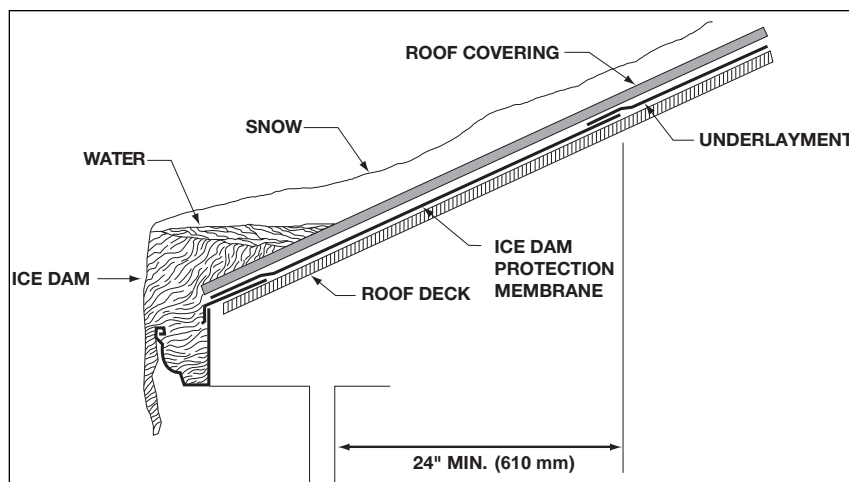 ROOF COVERING
SNOW
UNDERLAYMENT
WATER
ICE DAM
PROTECTION
MEMBRANE
ICE DAM
ROOF DECK
24" MIN. (610 mm)